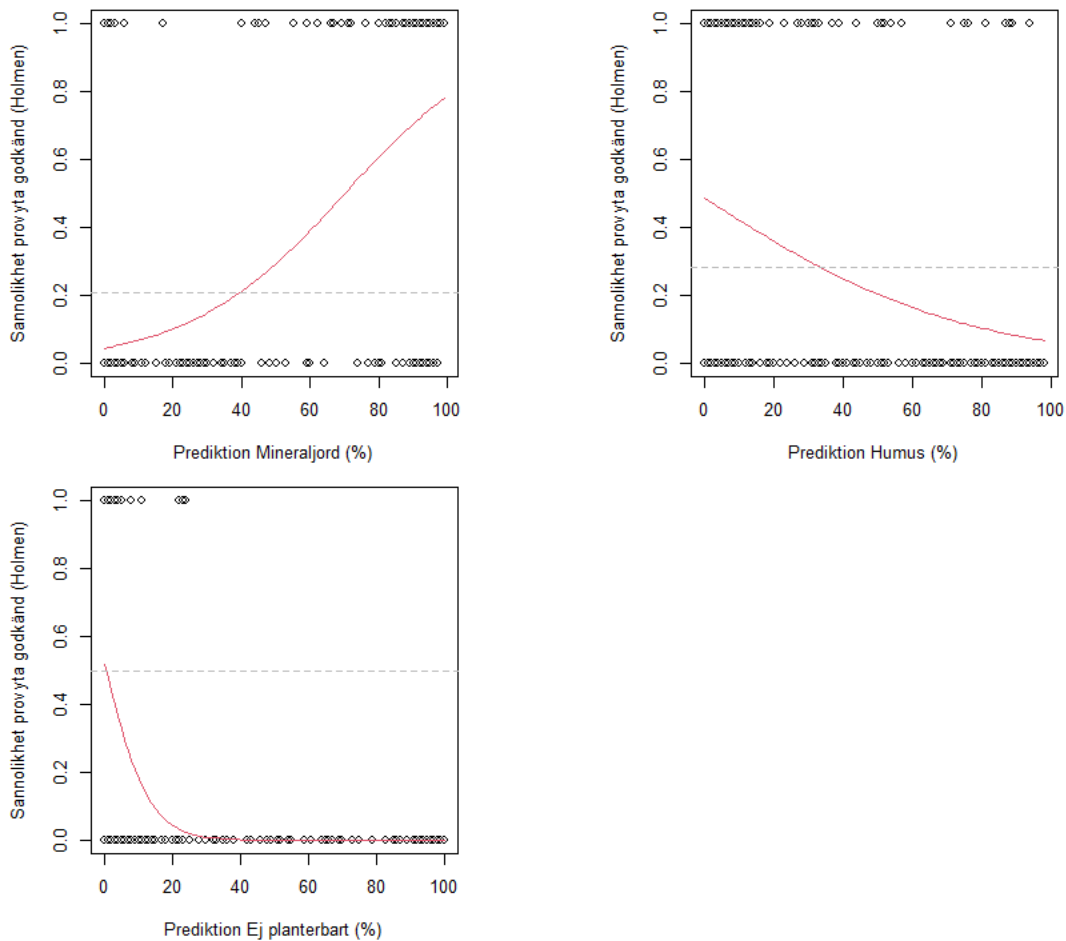 Sannolikhet provyta godkänd (Holmen)
0.0 0.2 0.4 0.6 0.8 1.0
0 20 40 60 80 100
Prediktion Mineraljord (%)
Sannolikhet provyta godkänd (Holmen)
0.0 0.2 0.4 0.6 0.8 1.0
0 20 40 60 80 100
Prediktion Humus (%)
Sannolikhet provyta godkänd (Holmen)
0.0 0.2 0.4 0.6 0.8 1.0
0 20 40 60 80 100
Prediktion Ej planterbart (%)